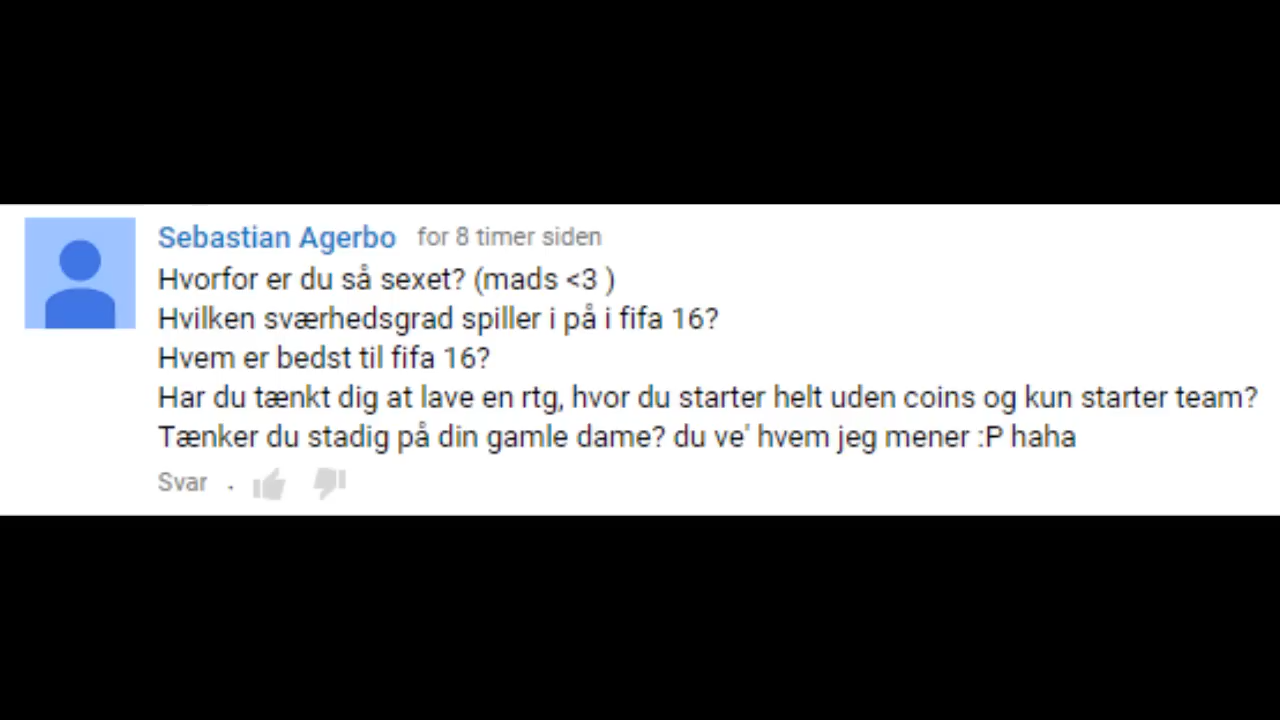 Sebastian Agerbo for 8 timer siden
Hvorfor er du så sexet? (mads <3 )
Hvilken sværhedsgrad spiller i på i fifa 16?
Hvem er bedst til fifa 16?
Har du tænkt dig at lave en rtg, hvor du starter helt uden coins og kun starter team?
Tænker du stadig på din gamle dame? du ve' hvem jeg mener :P haha
Svar .